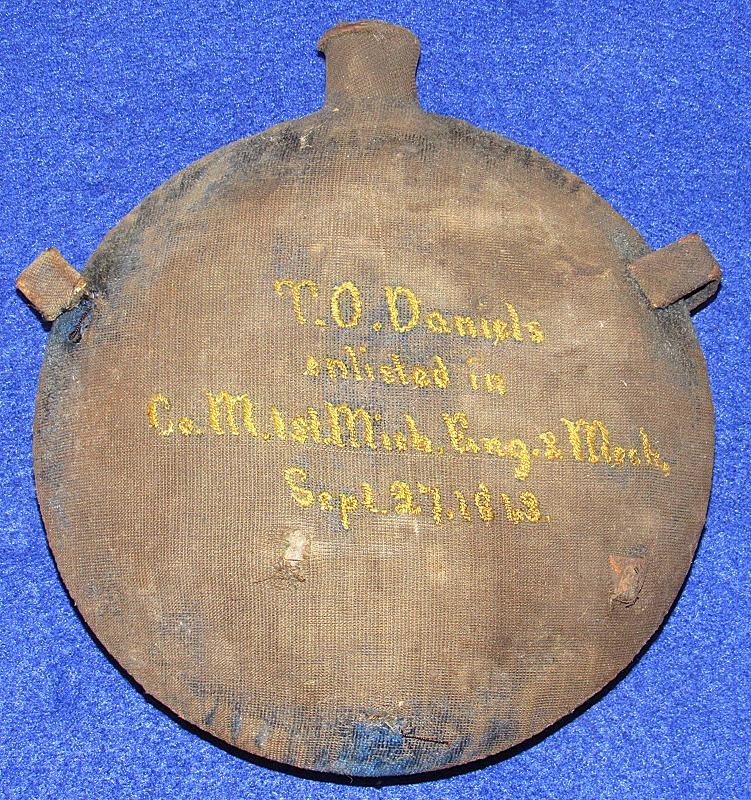 T.O. Daniels
enlisted in
Co. M. 1st. Mich. Eng. & Mech.
Sept. 27. 1863.